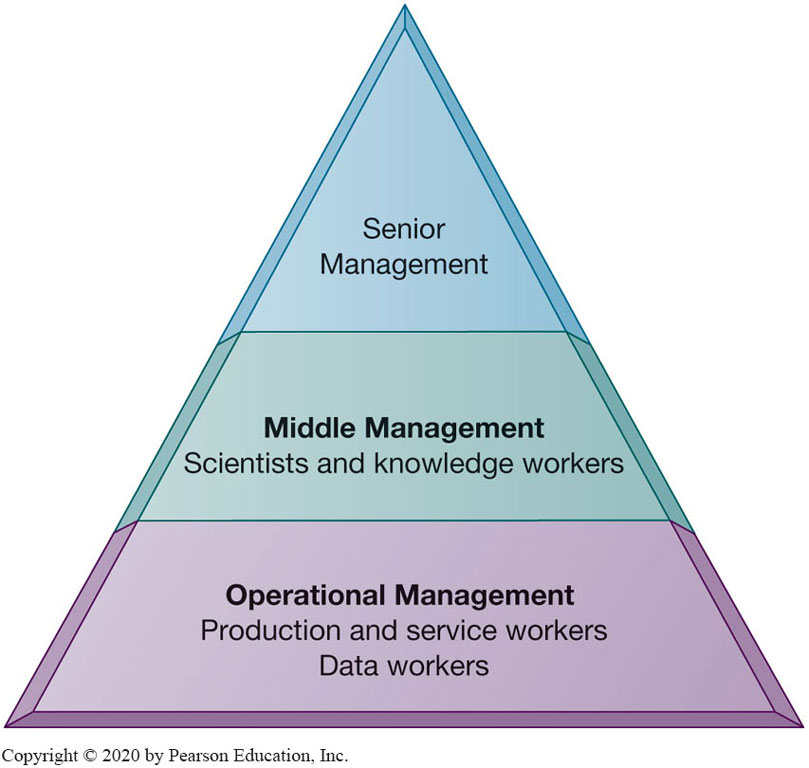 Senior
Management
Middle Management
Scientists and knowledge workers
Operational Management
Production and service workers
Data workers
Copyright © 2020 by Pearson Education, Inc.